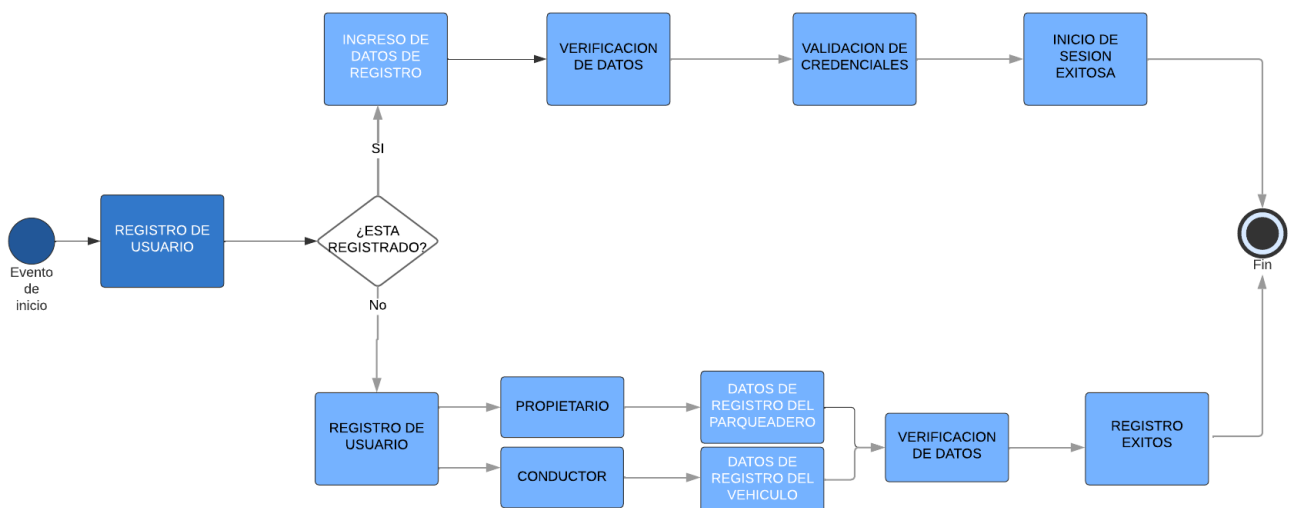 INGRESO DE
DATOS DE
REGISTRO
VERIFICACION
DE DATOS
VALIDACION DE
CREDENCIALES
INICIO DE
SESION
EXITOSA
SI
REGISTRO DE
USUARIO
¿ESTA
REGISTRADO?
Evento
de
inicio
Fin
No
REGISTRO DE
USUARIO
PROPIETARIO
DATOS DE
REGISTRO DEL
PARQUEADERO
CONDUCTOR
DATOS DE
REGISTRO DEL
VEHICULO
VERIFICACION
DE DATOS
REGISTRO
EXITOS